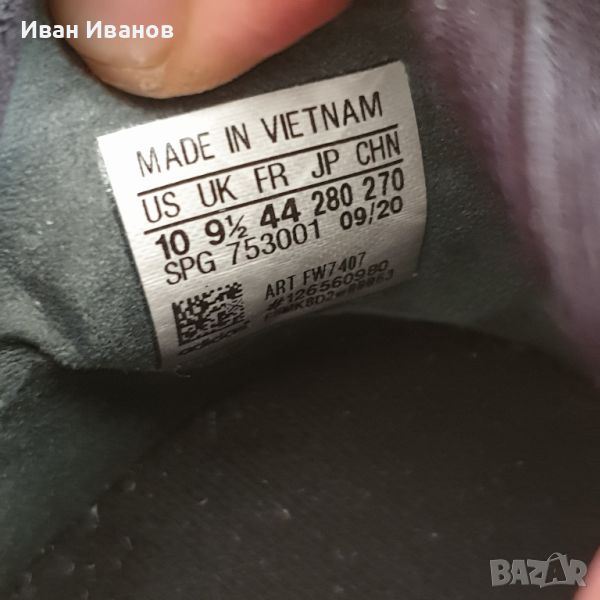 Иван Иванов
MADE IN VIETNAM
US UK FR JP CHN
10 9½ 44 280 270
SPG 753001 09/20
ART FW7407
#126560980
adidas
BAZAR